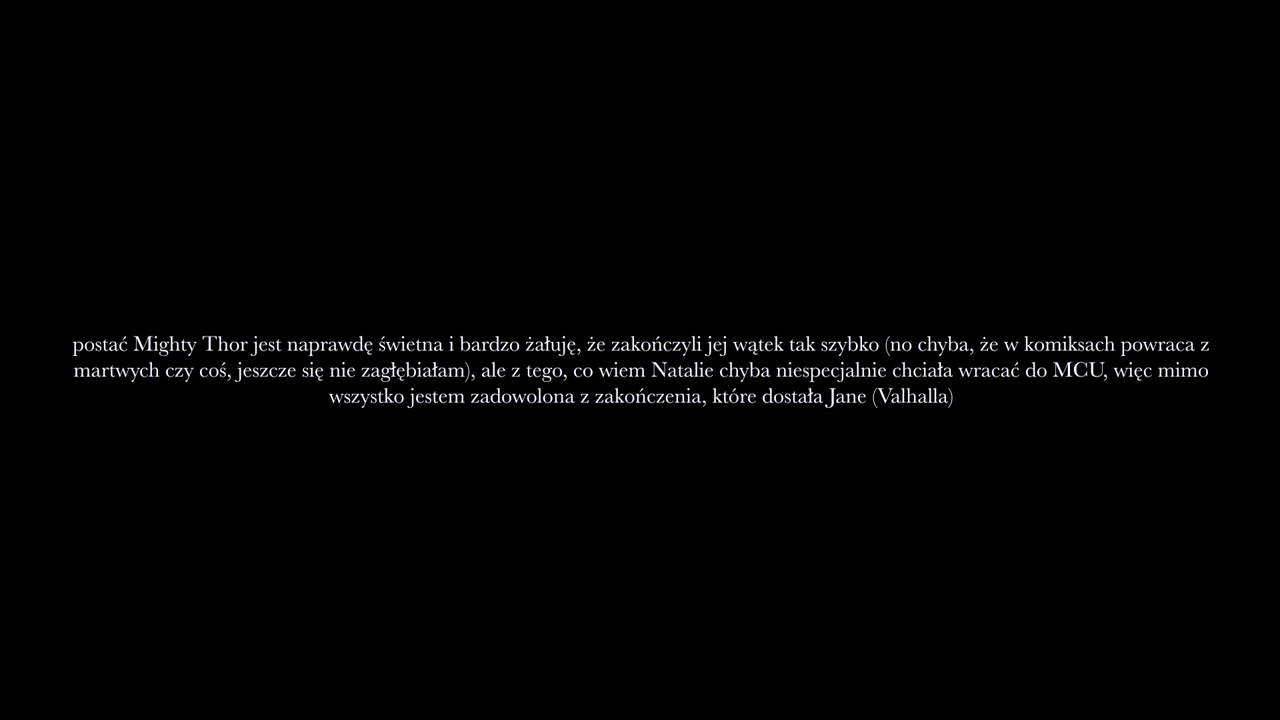 postać Mighty Thor jest naprawdę świetna i bardzo żałuję, że zakończyli jej wątek tak szybko (no chyba, że w komiksach powraca z
martwych czy coś, jeszcze się nie zagłębiałam), ale z tego, co wiem Natalie chyba niespecjalnie chciała wracać do MCU, więc mimo
wszystko jestem zadowolona z zakończenia, które dostała Jane (Valhalla)